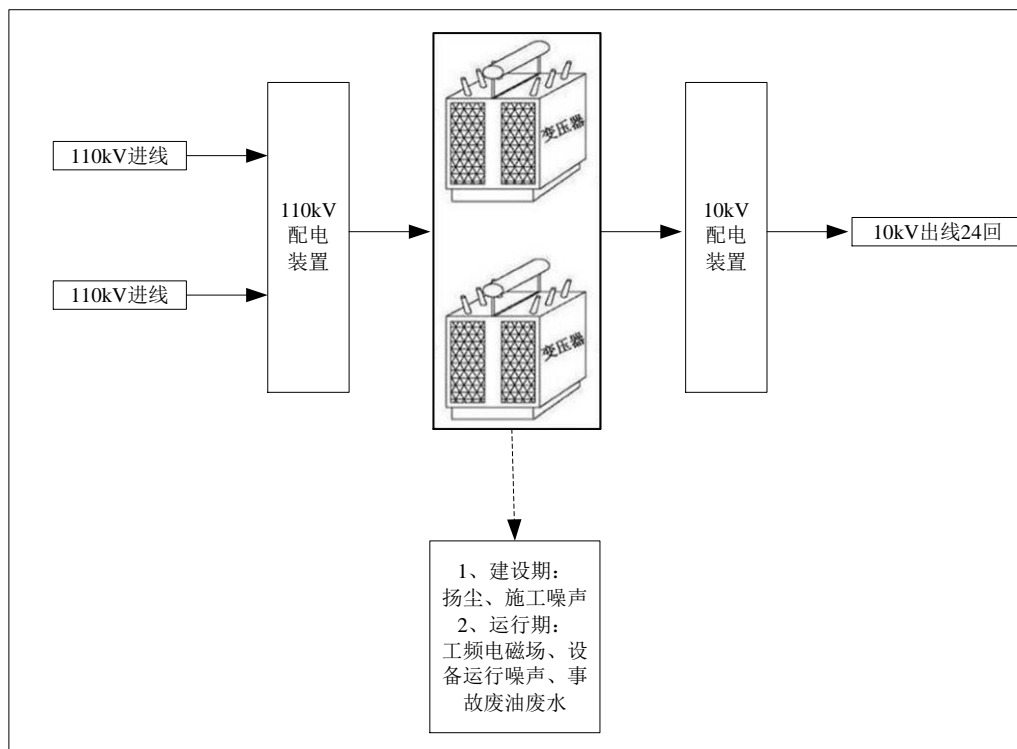 变压器
110kV进线
110kV
配电
装置
10kV
配电
装置
10kV出线24回
110kV进线
变压器
1、建设期：
扬尘、施工噪声
2、运行期：
工频电磁场、设
备运行噪声、事
故废油废水